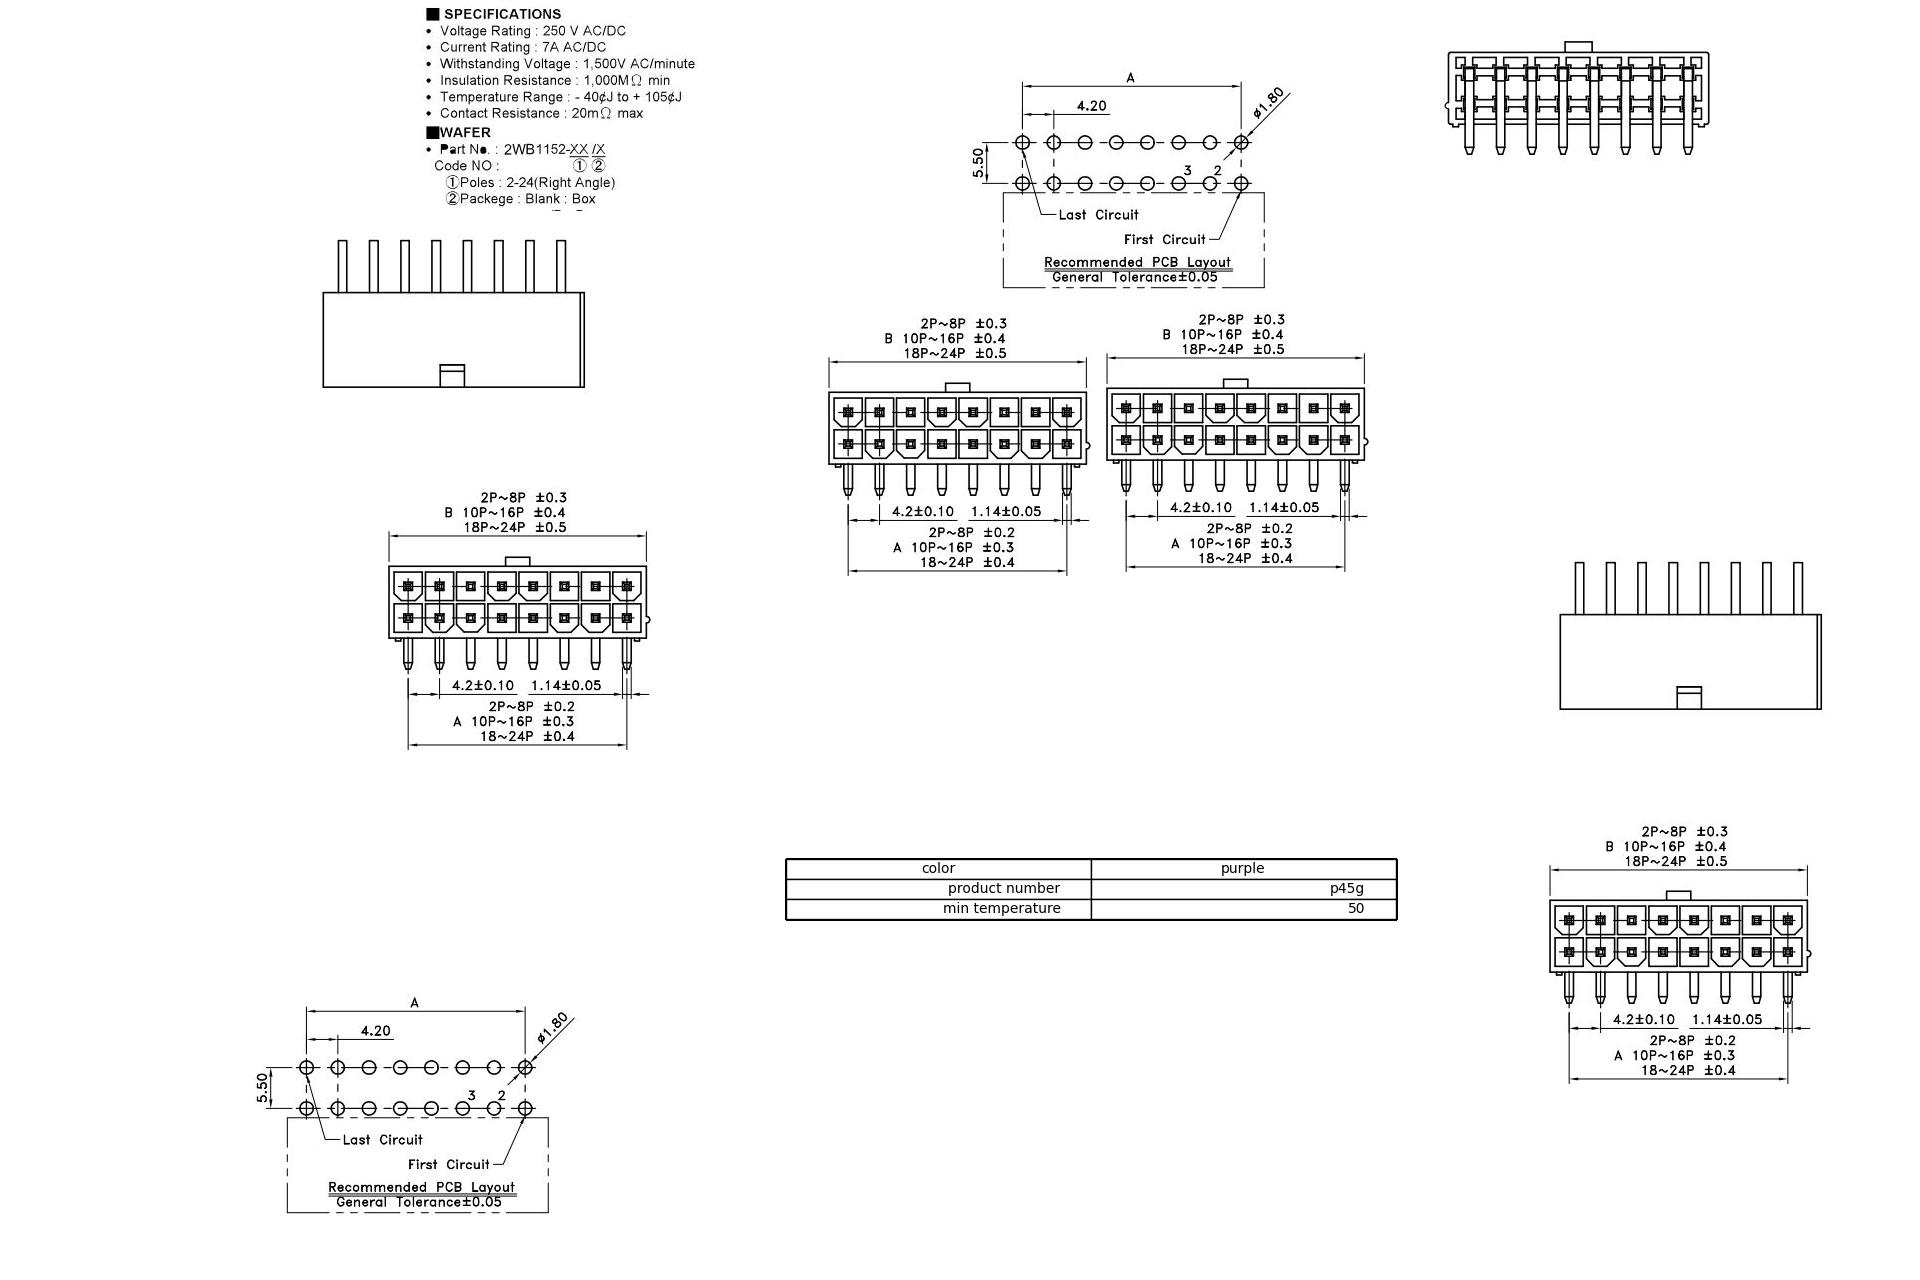 ■ SPECIFICATIONS
• Voltage Rating : 250 V AC/DC
• Current Rating : 7A AC/DC
• Withstanding Voltage : 1,500V AC/minute
• Insulation Resistance : 1,000MΩ min
• Temperature Range : - 40¢J to + 105¢J
• Contact Resistance : 20mΩ max
■WAFER
• Part No. : 2WB1152-XX /X
Code NO : ① ②
①Poles : 2-24(Right Angle)
②Packege : Blank : Box
A
4.20
ø1.80
5.50
3 2
Last Circuit
First Circuit
Recommended PCB Layout
General Tolerance±0.05
2P~8P ±0.3
B 10P~16P ±0.4
18P~24P ±0.5
4.2±0.10 1.14±0.05
2P~8P ±0.2
A 10P~16P ±0.3
18~24P ±0.4
2P~8P ±0.3
B 10P~16P ±0.4
18P~24P ±0.5
4.2±0.10 1.14±0.05
2P~8P ±0.2
A 10P~16P ±0.3
18~24P ±0.4
2P~8P ±0.3
B 10P~16P ±0.4
18P~24P ±0.5
4.2±0.10 1.14±0.05
2P~8P ±0.2
A 10P~16P ±0.3
18~24P ±0.4
color purple
product number p45g
min temperature 50
2P~8P ±0.3
B 10P~16P ±0.4
18P~24P ±0.5
4.2±0.10 1.14±0.05
2P~8P ±0.2
A 10P~16P ±0.3
18~24P ±0.4
A
4.20
ø1.80
5.50
3 2
Last Circuit
First Circuit
Recommended PCB Layout
General Tolerance±0.05